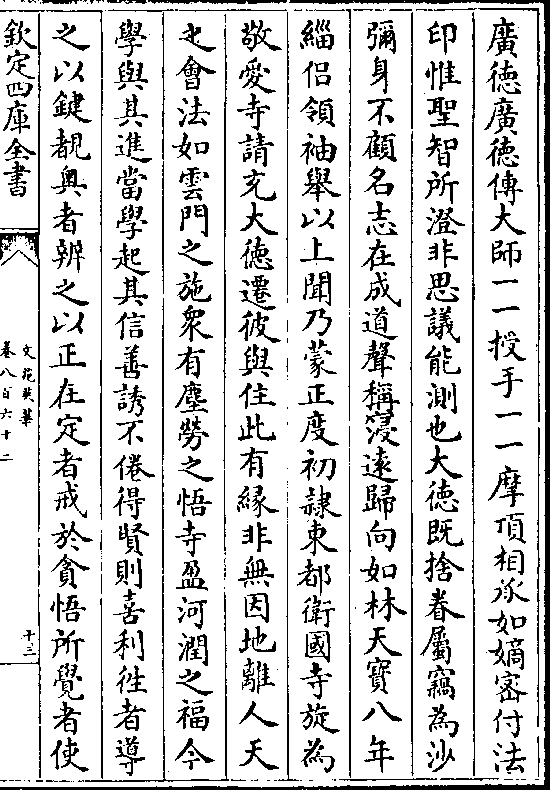 廣德廣德傳大師一一授手一一摩頂相承如嫡密付法
印惟聖智所澄非思議能測也大德既捨眷屬竊為沙
彌身不顧名志在成道聲稱寖遠歸向如林天寶八年
緇侶領袖舉以上聞乃蒙正度初隷東都衛國寺旋為
敬愛寺請充大德遷彼與住此有緣非無因地離人天
之會法如雲門之施衆有塵勞之悟寺盈河潤之福今
學與其進當學起其信善誘不倦得賢則喜利徃者導
之以鍵覩奥者辨之以正在定者戒於貪悟所覺者使
欽定四庫全書
文苑英華
卷八百六十二
十三